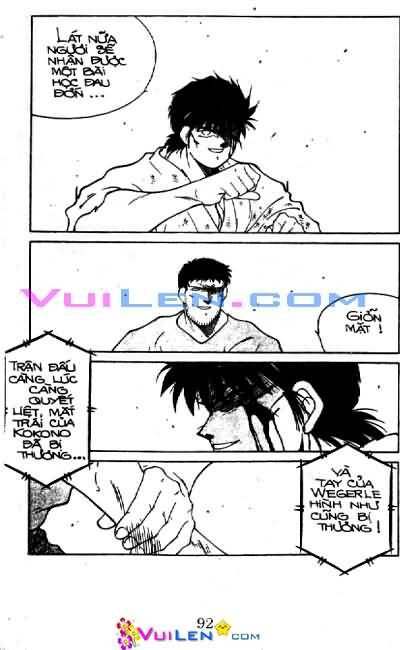 LÁT NỮA
NGƯƠI SẼ
NHẬN ĐƯỢC
MỘT BÀI
HỌC ĐAU
ĐỚN ...
VUILEN.COM
GIỠN
MẶT !
TRẬN ĐẤU
CÀNG LÚC
CÀNG
QUYẾT
LIỆT, MẮT
TRÁI CỦA
KOKONO
ĐÃ BỊ
THƯƠNG...
VÀ
TAY CỦA
WEGERLE
HÌNH NHƯ
CŨNG BỊ
THƯƠNG !
92
VUILEN COM